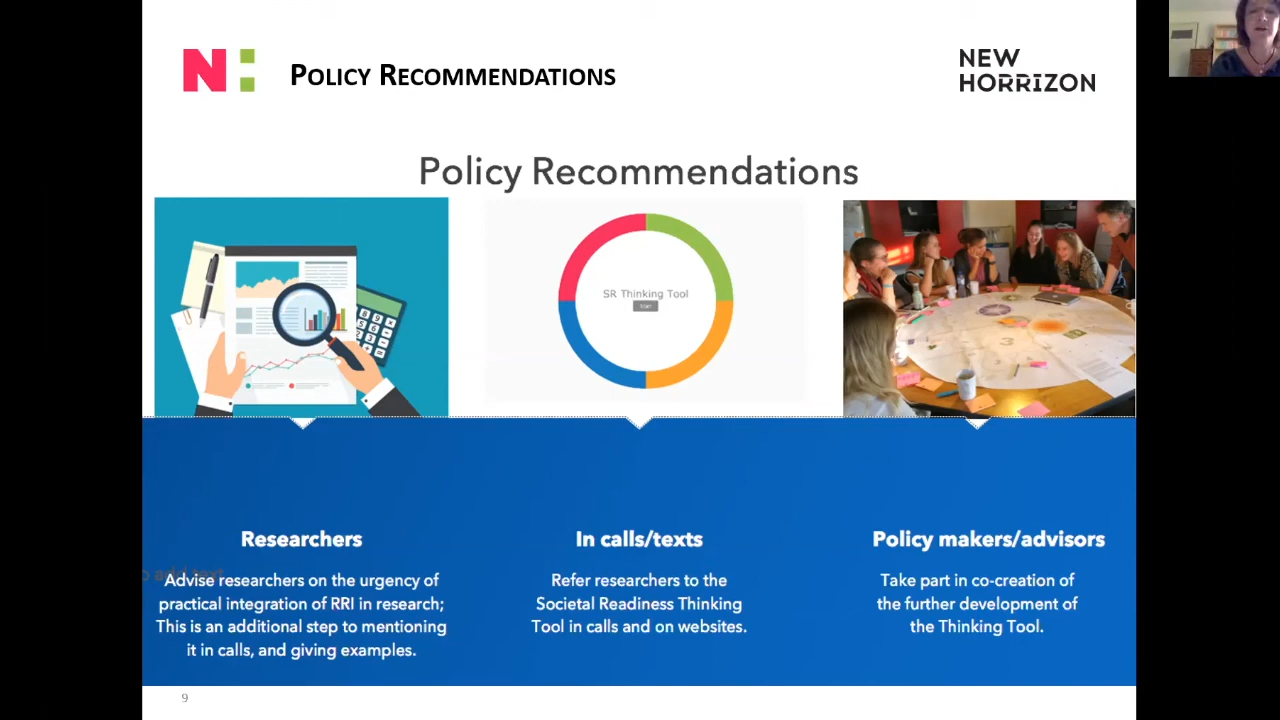 N:
POLICY RECOMMENDATIONS
NEW
HORRIZON
Policy Recommendations
SR Thinking Tool
Start
Researchers
Advise researchers on the urgency of
practical integration of RRI in research;
This is an additional step to mentioning
it in calls, and giving examples.
In calls/texts
Refer researchers to the
Societal Readiness Thinking
Tool in calls and on websites.
Policy makers/advisors
Take part in co-creation of
the further development of
the Thinking Tool.
9